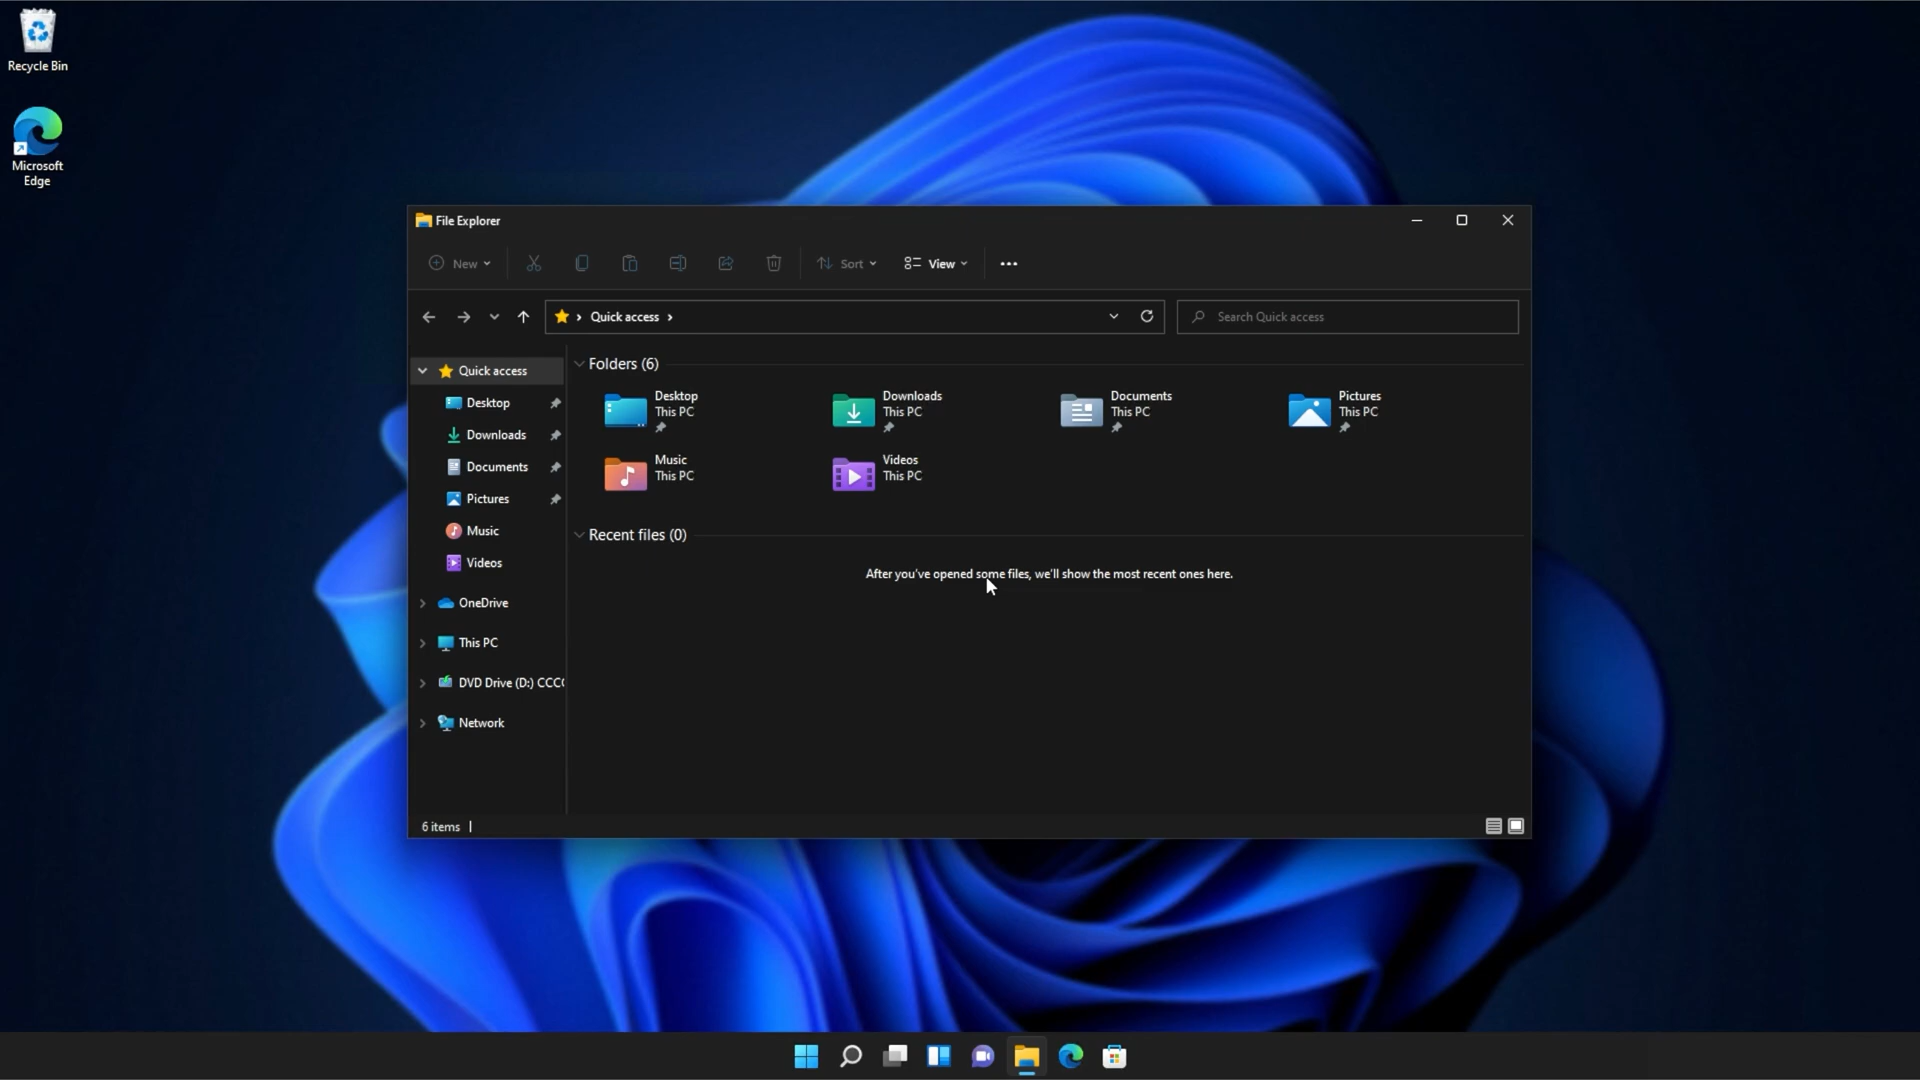 Recycle Bin
Microsoft
Edge
File Explorer
New
Sort
View
Quick access
Search Quick access
Quick access
Desktop
Downloads
Documents
Pictures
Music
Videos
OneDrive
This PC
DVD Drive (D:) CCC
Network
Folders (6)
Desktop
This PC
Downloads
This PC
Documents
This PC
Pictures
This PC
Music
This PC
Videos
This PC
Recent files (0)
After you've opened some files, we'll show the most recent ones here.
6 items